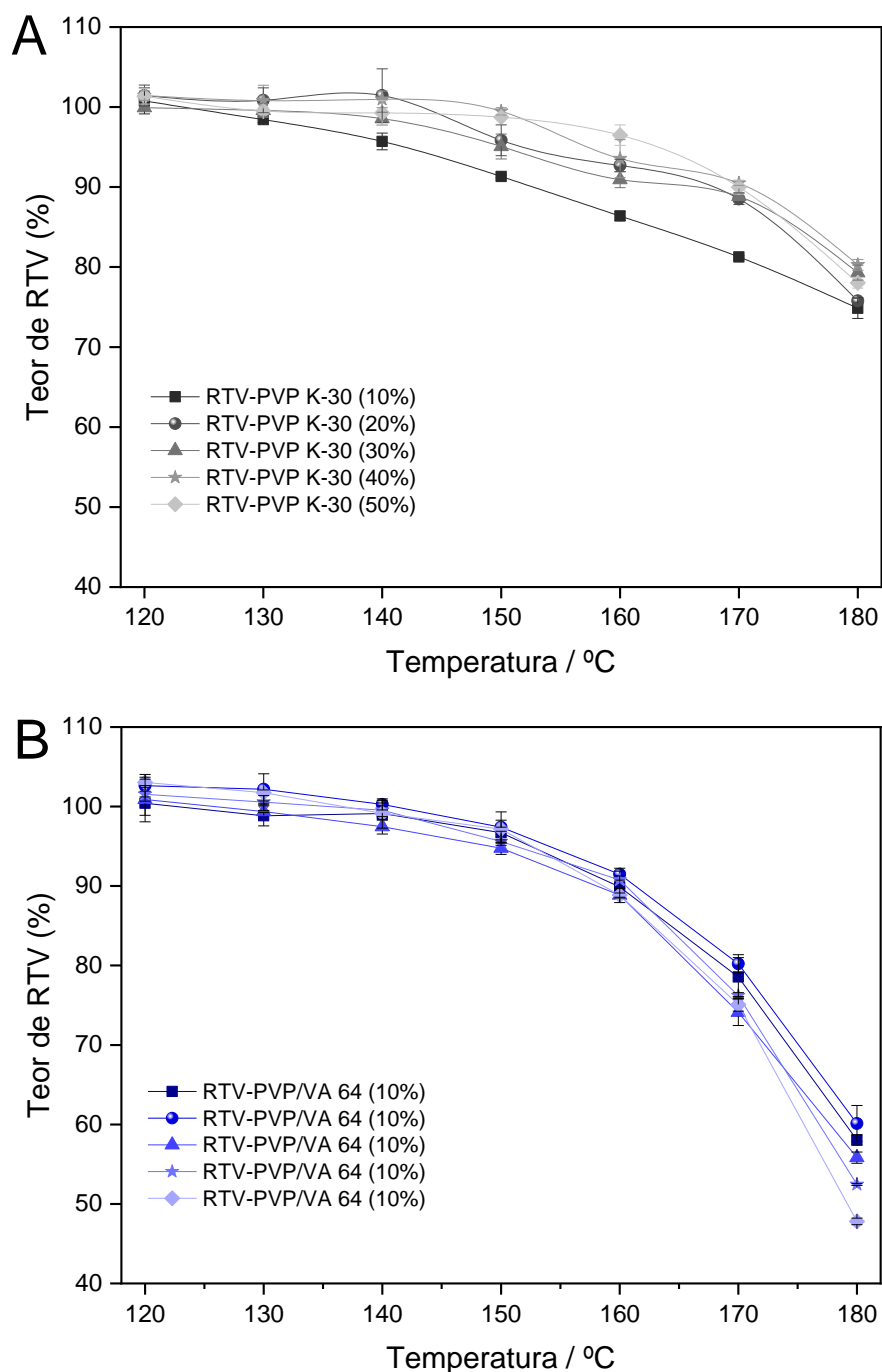 A
110
100
90
80
70
60
50
40
Teor de RTV (%)
RTV-PVP K-30 (10%)
RTV-PVP K-30 (20%)
RTV-PVP K-30 (30%)
RTV-PVP K-30 (40%)
RTV-PVP K-30 (50%)
120 130 140 150 160 170 180
Temperatura / ºC
B
110
100
90
80
70
60
50
40
Teor de RTV (%)
RTV-PVP/VA 64 (10%)
RTV-PVP/VA 64 (10%)
RTV-PVP/VA 64 (10%)
RTV-PVP/VA 64 (10%)
RTV-PVP/VA 64 (10%)
120 130 140 150 160 170 180
Temperatura / ºC